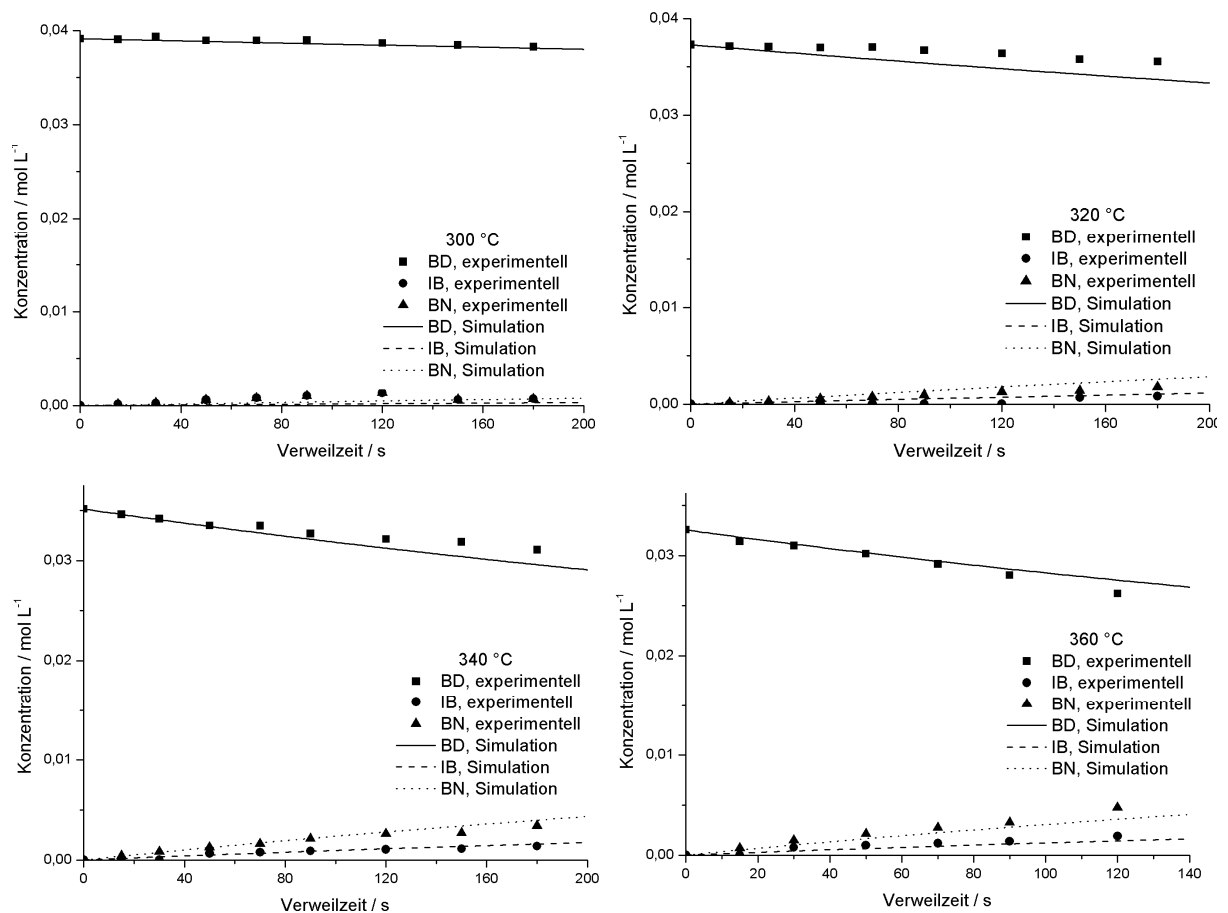 Konzentration / mol L⁻¹
0,04
0,03
0,02
0,01
0,00
300 °C
BD, experimentell
IB, experimentell
BN, experimentell
BD, Simulation
IB, Simulation
BN, Simulation
0 40 80 120 160 200
Verweilzeit / s
Konzentration / mol L⁻¹
0,04
0,03
0,02
0,01
0,00
320 °C
BD, experimentell
IB, experimentell
BN, experimentell
BD, Simulation
IB, Simulation
BN, Simulation
0 40 80 120 160 200
Verweilzeit / s
Konzentration / mol L⁻¹
0,03
0,02
0,01
0,00
340 °C
BD, experimentell
IB, experimentell
BN, experimentell
BD, Simulation
IB, Simulation
BN, Simulation
0 40 80 120 160 200
Verweilzeit / s
Konzentration / mol L⁻¹
0,03
0,02
0,01
0,00
360 °C
BD, experimentell
IB, experimentell
BN, experimentell
BD, Simulation
IB, Simulation
BN, Simulation
0 20 40 60 80 100 120 140
Verweilzeit / s